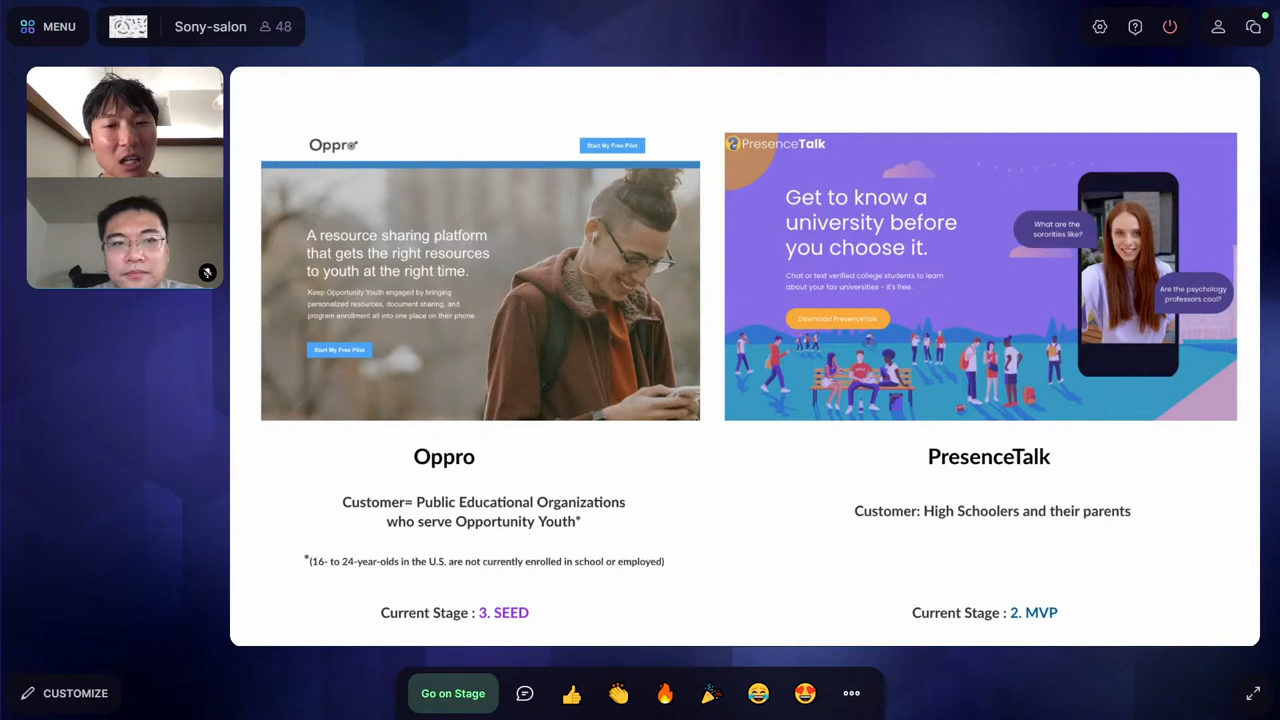 MENU
Sony-salon
48
Oppro
Start My Free Pilot
A resource sharing platform
that gets the right resources
to youth at the right time.
Keep Opportunity Youth engaged by bringing
personalized resources, document sharing, and
program enrollment all into one place on their phone.
Start My Free Pilot
PresenceTalk
Get to know a
university before
you choose it.
Chat or text verified college students to learn
about your fav universities - it's free.
Download PresenceTalk
What are the
sororities like?
Are the psychology
professors cool?
Oppro
Customer= Public Educational Organizations
who serve Opportunity Youth*
*(16- to 24-year-olds in the U.S. are not currently enrolled in school or employed)
Current Stage : 3. SEED
PresenceTalk
Customer: High Schoolers and their parents
Current Stage : 2. MVP
CUSTOMIZE
Go on Stage